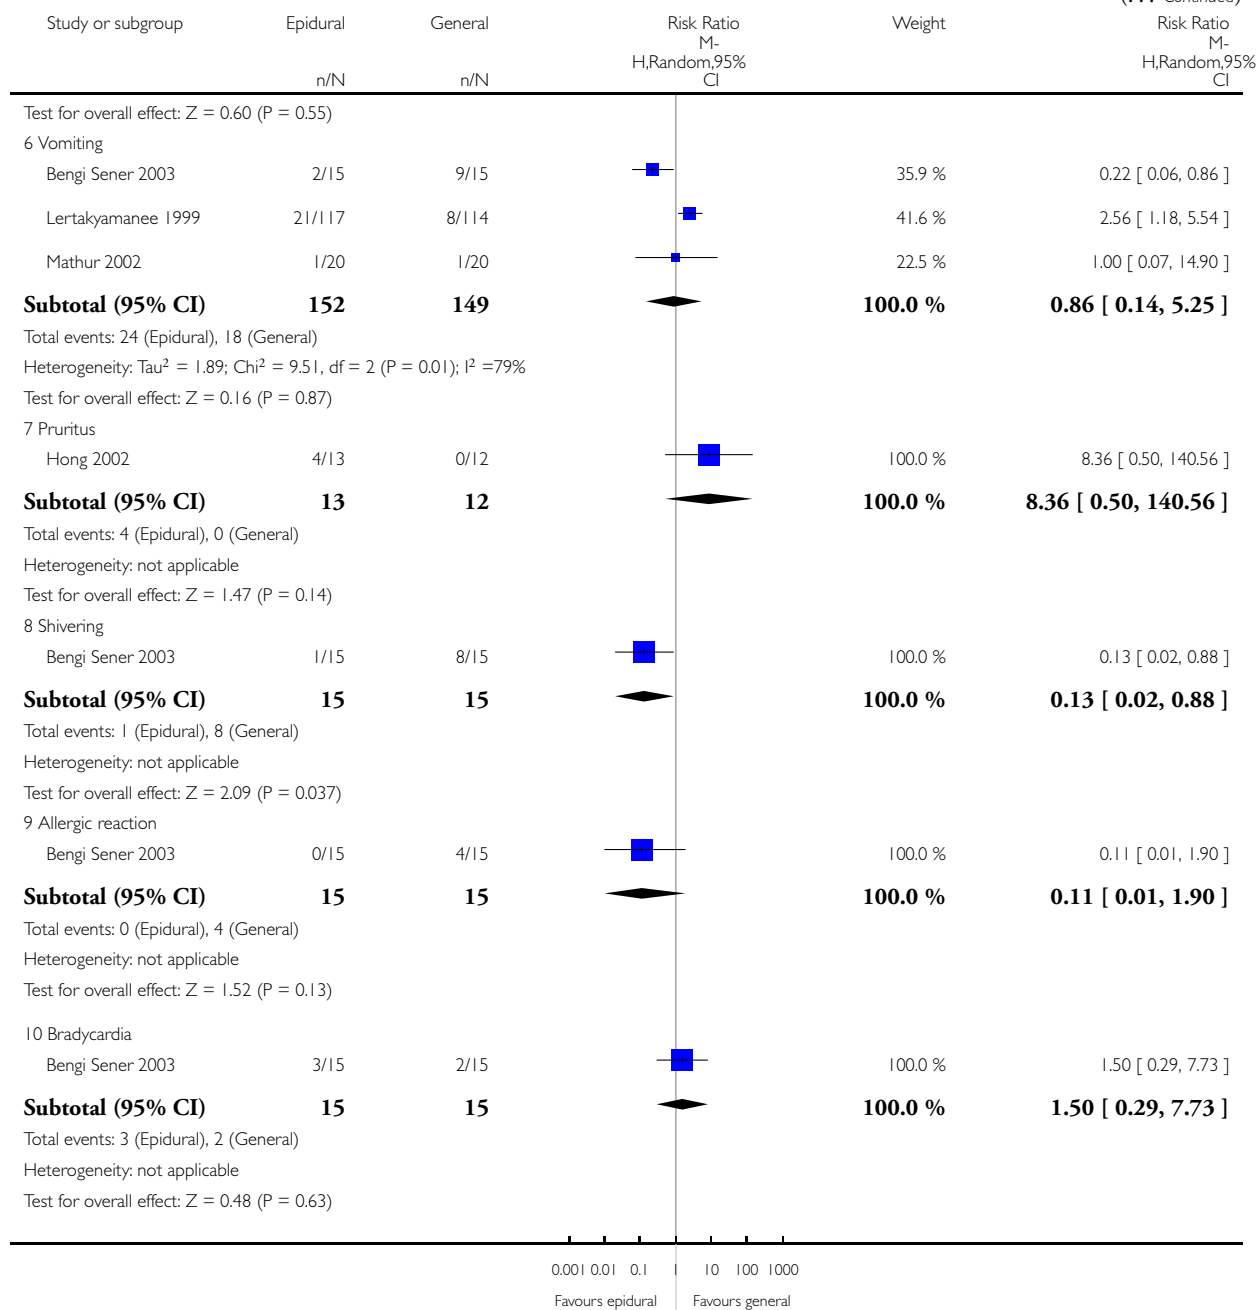 Study or subgroup Epidural General Risk Ratio Weight Risk Ratio
M-H,Random,95% CI M-H,Random,95% CI
n/N n/N
Test for overall effect: Z = 0.60 (P = 0.55)
6 Vomiting
Bengi Sener 2003 2/15 9/15 35.9 % 0.22 [ 0.06, 0.86 ]
Lertakyamanee 1999 21/117 8/114 41.6 % 2.56 [ 1.18, 5.54 ]
Mathur 2002 1/20 1/20 22.5 % 1.00 [ 0.07, 14.90 ]
Subtotal (95% CI) 152 149 100.0 % 0.86 [ 0.14, 5.25 ]
Total events: 24 (Epidural), 18 (General)
Heterogeneity: Tau² = 1.89; Chi² = 9.51, df = 2 (P = 0.01); I² =79%
Test for overall effect: Z = 0.16 (P = 0.87)
7 Pruritus
Hong 2002 4/13 0/12 100.0 % 8.36 [ 0.50, 140.56 ]
Subtotal (95% CI) 13 12 100.0 % 8.36 [ 0.50, 140.56 ]
Total events: 4 (Epidural), 0 (General)
Heterogeneity: not applicable
Test for overall effect: Z = 1.47 (P = 0.14)
8 Shivering
Bengi Sener 2003 1/15 8/15 100.0 % 0.13 [ 0.02, 0.88 ]
Subtotal (95% CI) 15 15 100.0 % 0.13 [ 0.02, 0.88 ]
Total events: 1 (Epidural), 8 (General)
Heterogeneity: not applicable
Test for overall effect: Z = 2.09 (P = 0.037)
9 Allergic reaction
Bengi Sener 2003 0/15 4/15 100.0 % 0.11 [ 0.01, 1.90 ]
Subtotal (95% CI) 15 15 100.0 % 0.11 [ 0.01, 1.90 ]
Total events: 0 (Epidural), 4 (General)
Heterogeneity: not applicable
Test for overall effect: Z = 1.52 (P = 0.13)
10 Bradycardia
Bengi Sener 2003 3/15 2/15 100.0 % 1.50 [ 0.29, 7.73 ]
Subtotal (95% CI) 15 15 100.0 % 1.50 [ 0.29, 7.73 ]
Total events: 3 (Epidural), 2 (General)
Heterogeneity: not applicable
Test for overall effect: Z = 0.48 (P = 0.63)
0.001 0.01 0.1 1 10 100 1000
Favours epidural Favours general